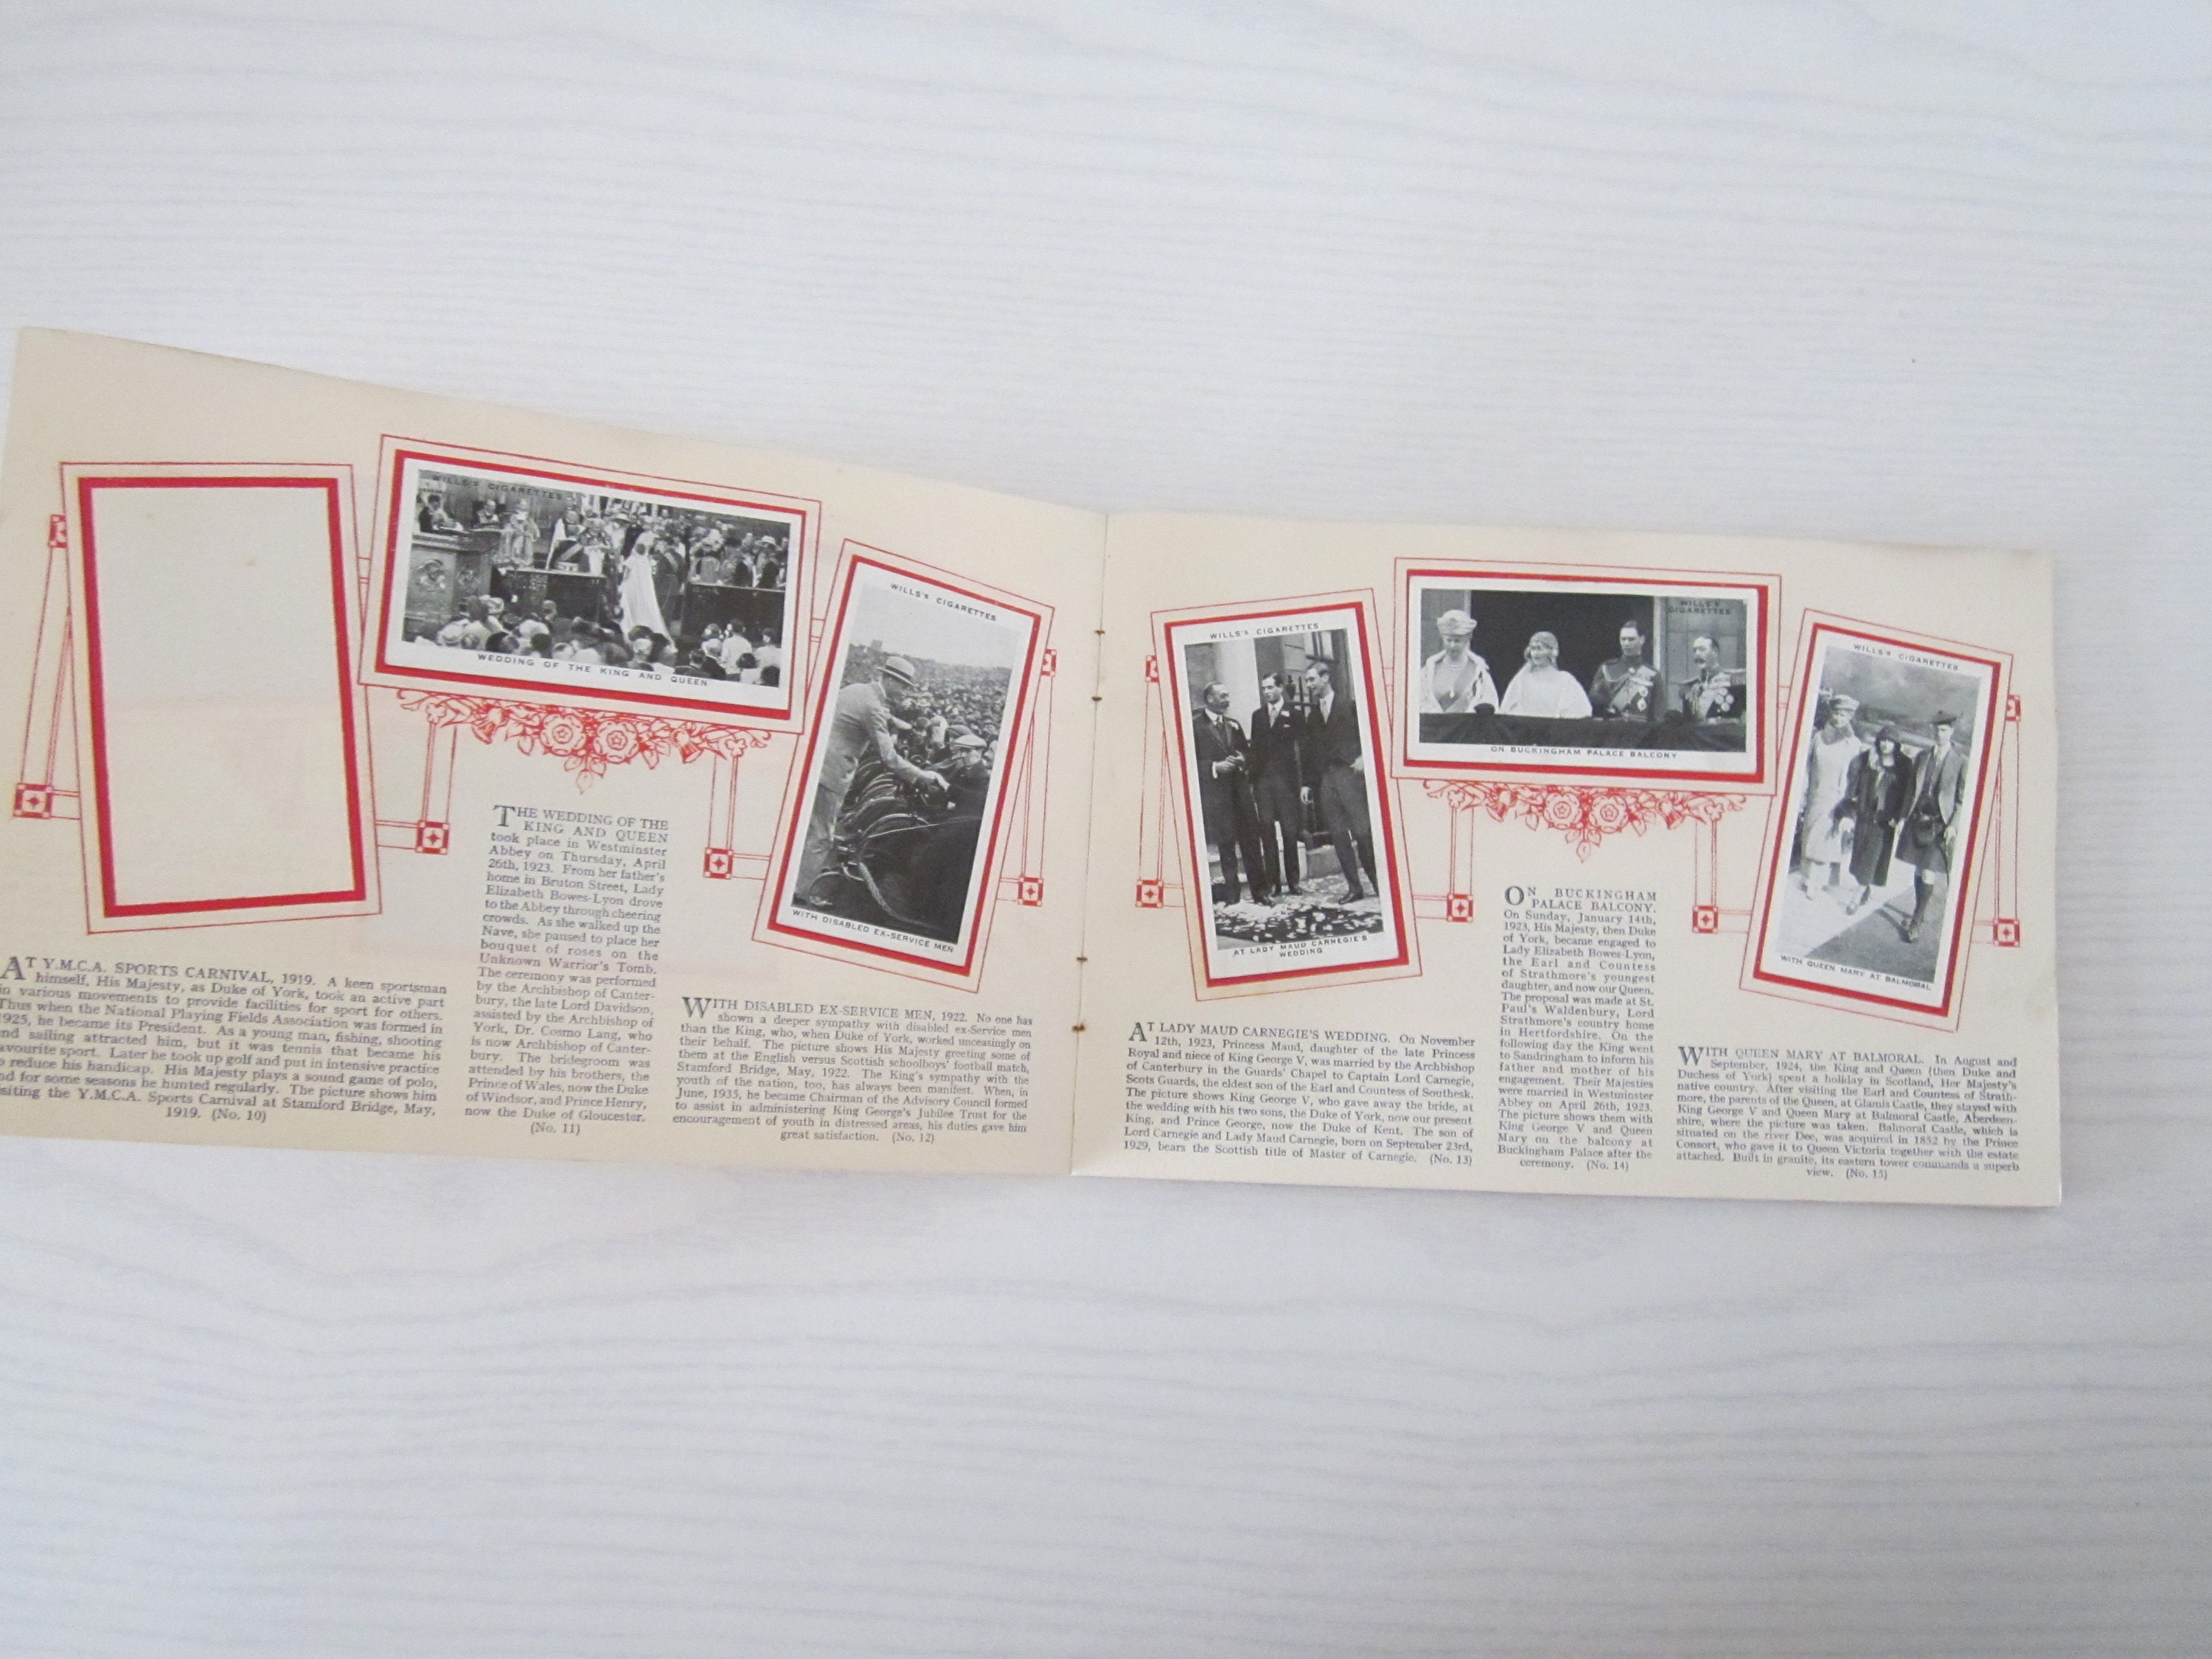 AT Y.M.C.A. SPORTS CARNIVAL, 1919. A keen sportsman
himself, His Majesty, as Duke of York, took an active part
in various movements to provide facilities for sport for others.
Thus when the National Playing Fields Association was formed in
1925, he became its President. As a young man, fishing, shooting
and sailing attracted him, but it was tennis that became his
favourite sport. Later he took up golf and put in intensive practice
to reduce his handicap. His Majesty plays a sound game of polo,
and for some seasons he hunted regularly. The picture shows him
visiting the Y.M.C.A. Sports Carnival at Stamford Bridge, May,
1919. (No. 10)
WILLS'S CIGARETTES
WEDDING OF THE KING AND QUEEN
THE WEDDING OF THE
KING AND QUEEN
took place in Westminster
Abbey on Thursday, April
26th, 1923. From her father's
home in Bruton Street, Lady
Elizabeth Bowes-Lyon drove
to the Abbey through cheering
crowds. As she walked up the
Nave, she paused to place her
bouquet of roses on the
Unknown Warrior's Tomb.
The ceremony was performed
by the Archbishop of Canter-
bury, the late Lord Davidson,
assisted by the Archbishop of
York, Dr. Cosmo Lang, who
is now Archbishop of Canter-
bury. The bridegroom was
attended by his brothers, the
Prince of Wales, now the Duke
of Windsor, and Prince Henry,
now the Duke of Gloucester.
(No. 11)
WILLS'S CIGARETTES
WITH DISABLED EX-SERVICE MEN
WITH DISABLED EX-SERVICE MEN, 1922. No one has
shown a deeper sympathy with disabled ex-Service men
than the King, who, when Duke of York, worked unceasingly on
their behalf. The picture shows His Majesty greeting some of
them at the English versus Scottish schoolboys' football match,
Stamford Bridge, May, 1922. The King's sympathy with the
youth of the nation, too, has always been manifest. When, in
June, 1935, he became Chairman of the Advisory Council formed
to assist in administering King George's Jubilee Trust for the
encouragement of youth in distressed areas, his duties gave him
great satisfaction. (No. 12)
WILLS'S CIGARETTES
AT LADY MAUD CARNEGIE'S
WEDDING
AT LADY MAUD CARNEGIE'S WEDDING. On November
12th, 1923, Princess Maud, daughter of the late Princess
Royal and niece of King George V, was married by the Archbishop
of Canterbury in the Guards' Chapel to Captain Lord Carnegie,
Scots Guards, the eldest son of the Earl and Countess of Southesk.
The picture shows King George V, who gave away the bride, at
the wedding with his two sons, the Duke of York, now our present
King, and Prince George, now the Duke of Kent. The son of
Lord Carnegie and Lady Maud Carnegie, born on September 23rd,
1929, bears the Scottish title of Master of Carnegie. (No. 13)
WILLS'S
CIGARETTES
ON BUCKINGHAM PALACE BALCONY
ON BUCKINGHAM
PALACE BALCONY.
On Sunday, January 14th,
1923, His Majesty, then Duke
of York, became engaged to
Lady Elizabeth Bowes-Lyon,
the Earl and Countess
of Strathmore's youngest
daughter, and now our Queen.
The proposal was made at St.
Paul's Waldenbury, Lord
Strathmore's country home
in Hertfordshire. On the
following day the King went
to Sandringham to inform his
father and mother of his
engagement. Their Majesties
were married in Westminster
Abbey on April 26th, 1923.
The picture shows them with
King George V and Queen
Mary on the balcony at
Buckingham Palace after the
ceremony. (No. 14)
WILLS'S CIGARETTES
WITH QUEEN MARY AT BALMORAL
WITH QUEEN MARY AT BALMORAL. In August and
September, 1924, the King and Queen (then Duke and
Duchess of York) spent a holiday in Scotland, Her Majesty's
native country. After visiting the Earl and Countess of Strath-
more, the parents of the Queen, at Glamis Castle, they stayed with
King George V and Queen Mary at Balmoral Castle, Aberdeen-
shire, where the picture was taken. Balmoral Castle, which is
situated on the river Dee, was acquired in 1852 by the Prince
Consort, who gave it to Queen Victoria together with the estate
attached. Built in granite, its eastern tower commands a superb
view. (No. 15)